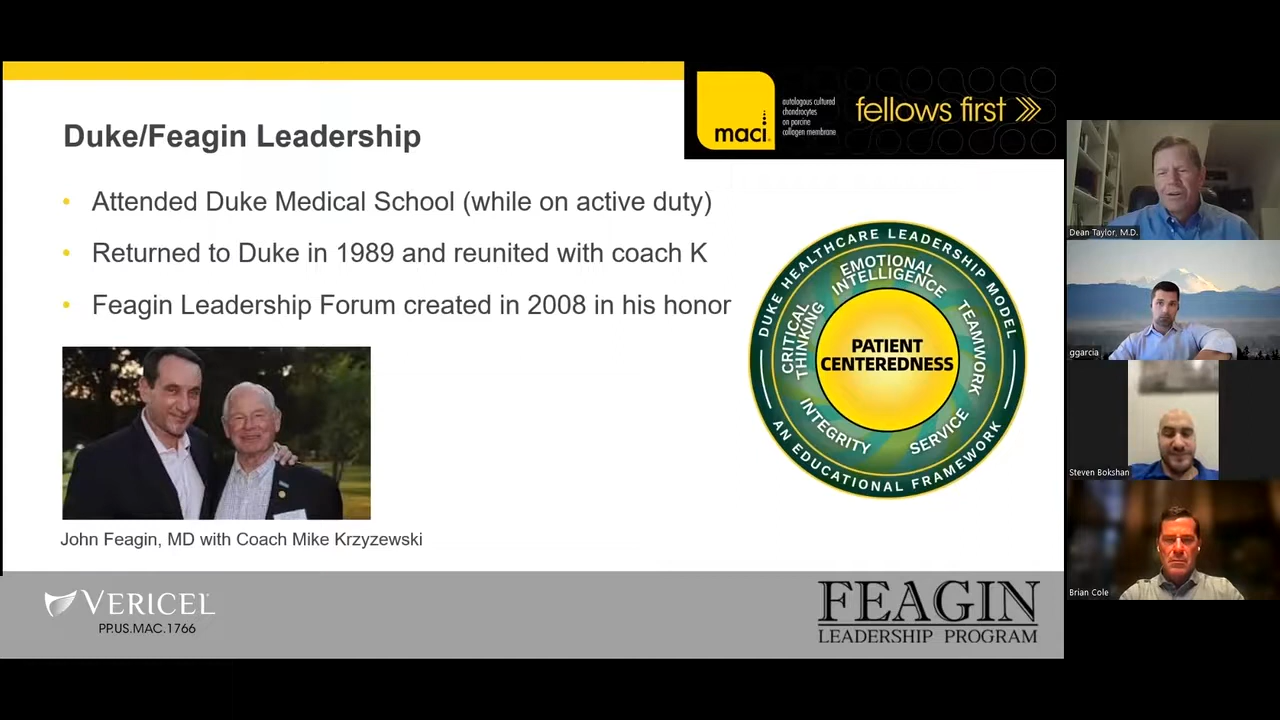 maci
autologous cultured
chondrocytes
on porcine
collagen membrane
fellows first
Duke/Feagin Leadership
• Attended Duke Medical School (while on active duty)
• Returned to Duke in 1989 and reunited with coach K
• Feagin Leadership Forum created in 2008 in his honor
DUKE HEALTHCARE LEADERSHIP MODEL
EMOTIONAL
INTELLIGENCE
CRITICAL
THINKING
TEAMWORK
PATIENT
CENTEREDNESS
INTEGRITY
SERVICE
AN EDUCATIONAL FRAMEWORK
John Feagin, MD with Coach Mike Krzyzewski
VERICEL
PP.US.MAC.1766
FEAGIN
LEADERSHIP PROGRAM
Dean Taylor, M.D.
ggarcia
Steven Bokshan
Brian Cole